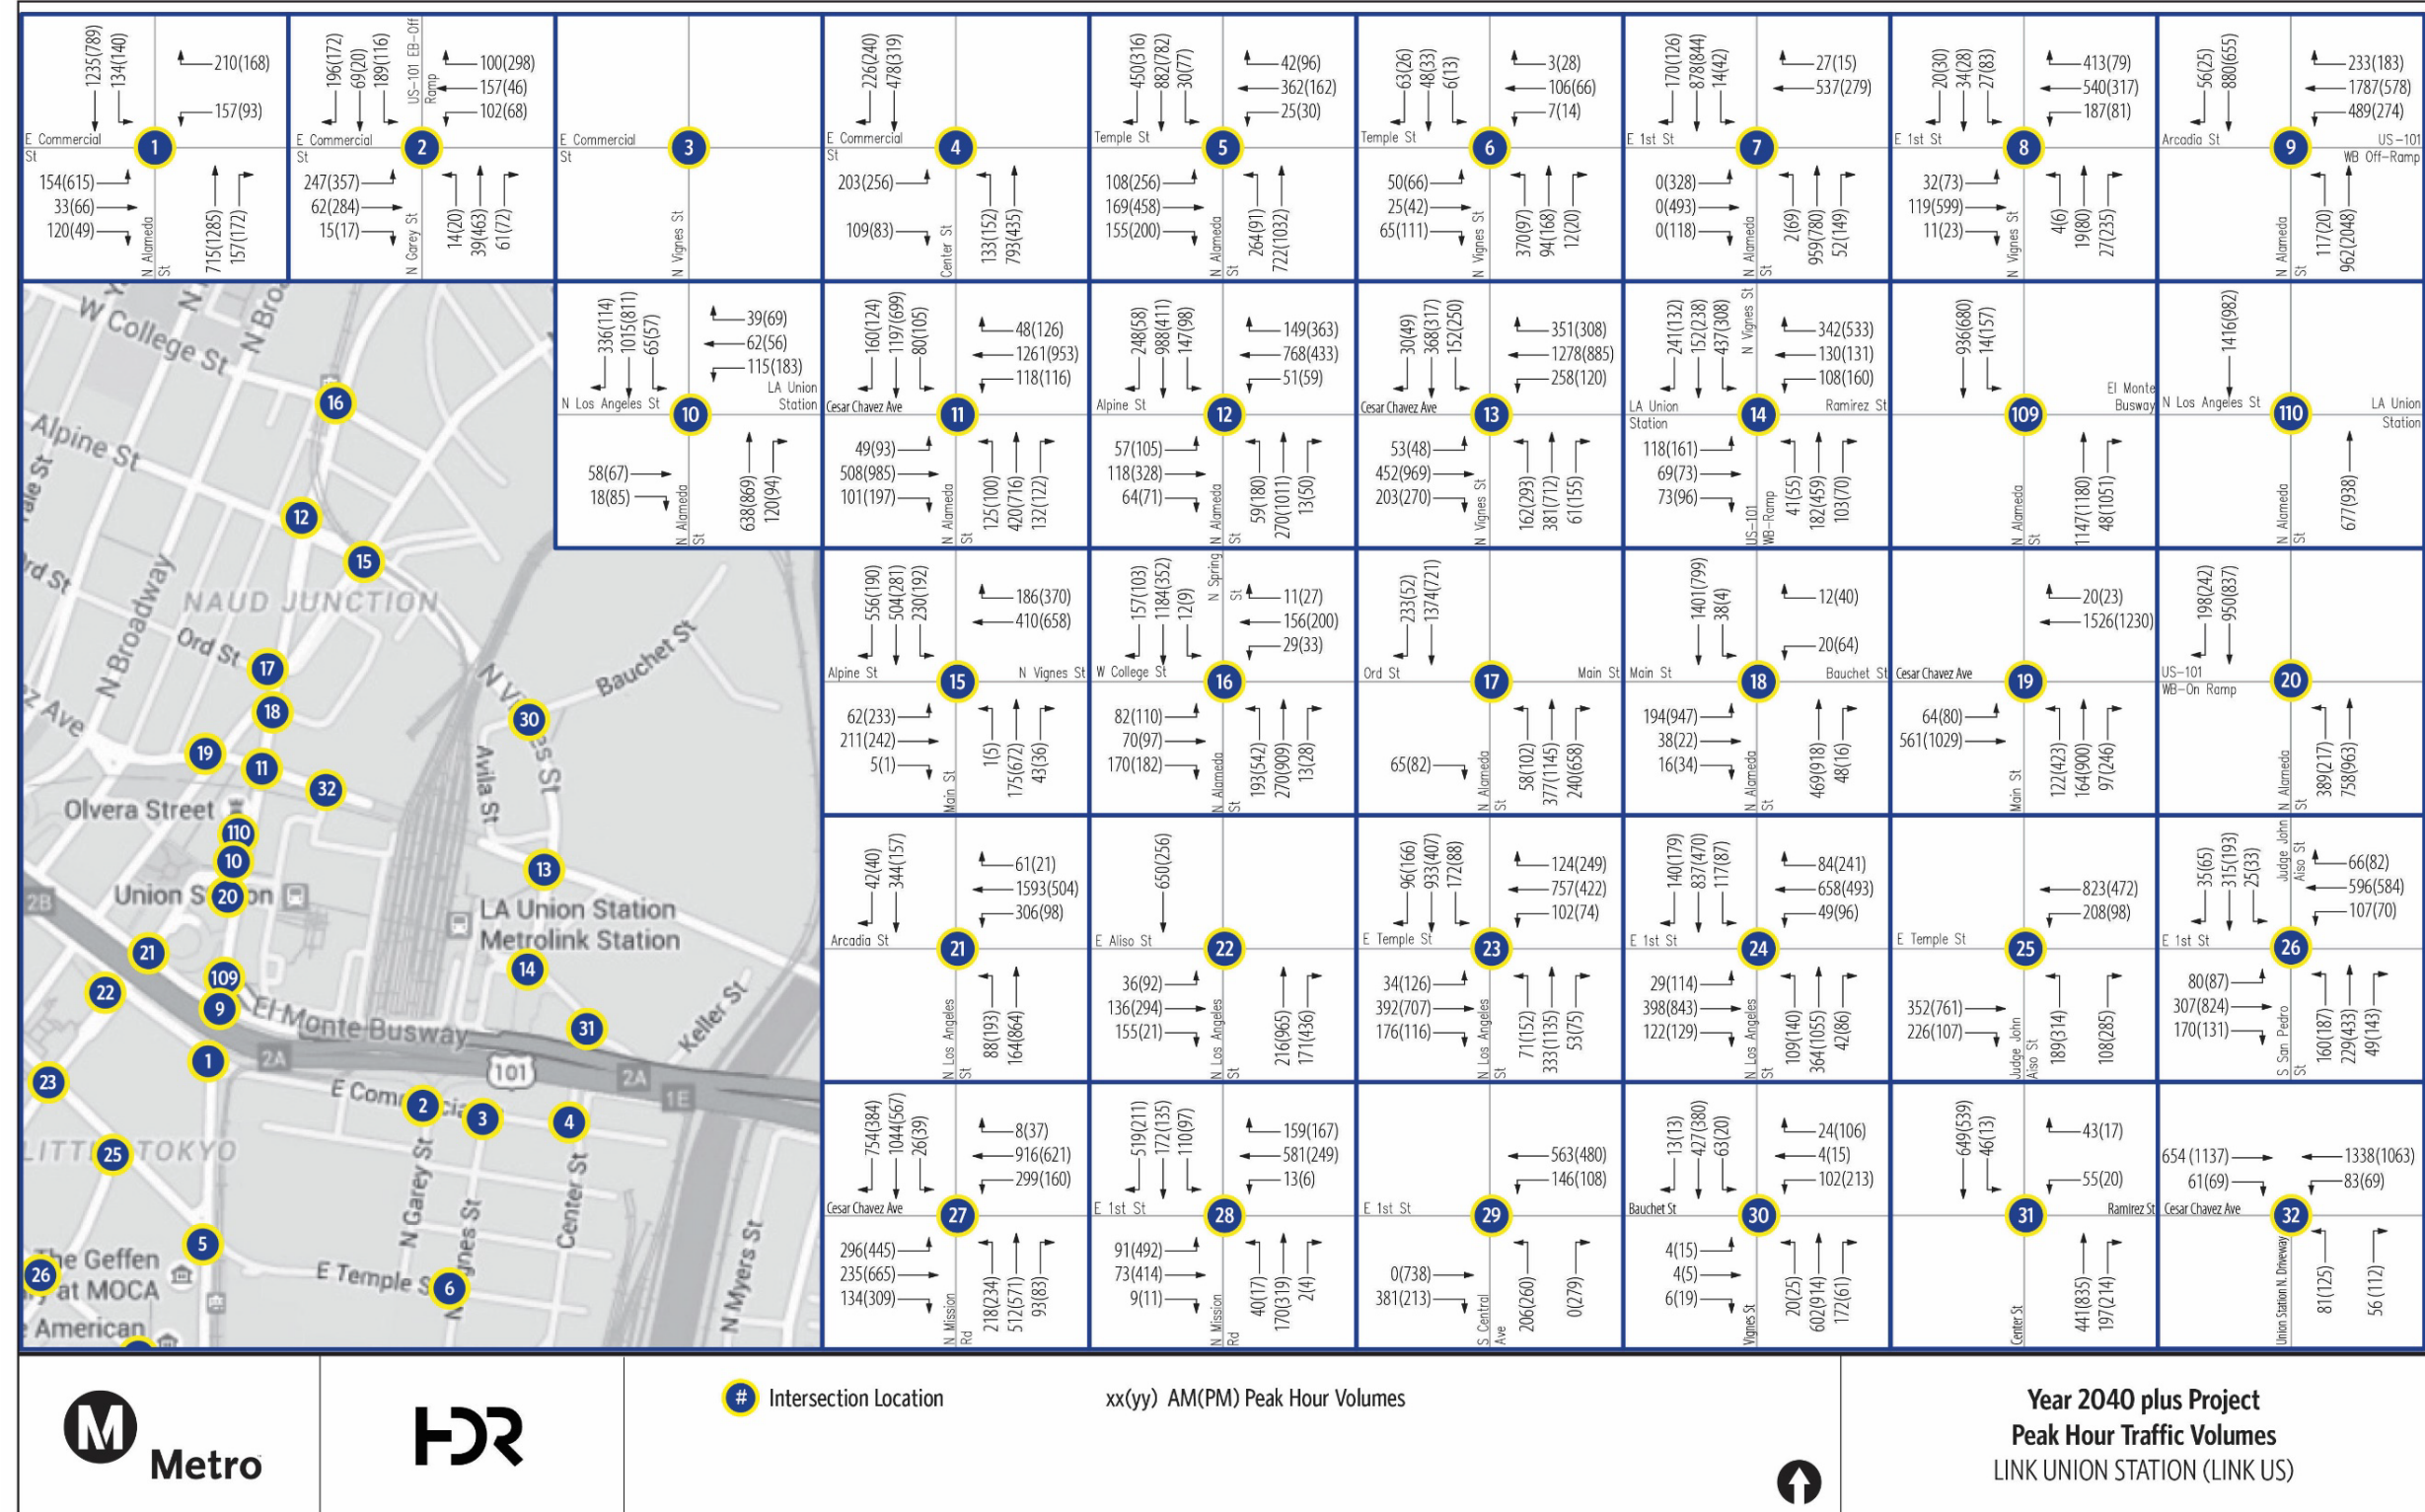 1235(789)
134(140)
210(168)
157(93)
E Commercial
St
1
154(615)
33(66)
120(49)
N Alameda
St
715(1285)
157(172)
196(172)
69(20)
189(116)
US-101 EB-Off
Ramp
100(298)
157(46)
102(68)
E Commercial
St
2
247(357)
62(284)
15(17)
N Garey St
14(20)
39(463)
61(72)
E Commercial
St
3
N Vignes St
226(240)
478(319)
E Commercial
St
4
203(256)
109(83)
Center St
133(152)
793(435)
450(316)
882(782)
30(77)
42(96)
362(162)
25(30)
Temple St
5
108(256)
169(458)
155(200)
N Alameda
St
264(91)
722(1032)
63(26)
48(33)
6(13)
3(28)
106(66)
7(14)
Temple St
6
50(66)
25(42)
65(111)
N Vignes St
370(97)
94(168)
12(20)
170(126)
878(844)
14(42)
27(15)
537(279)
E 1st St
7
0(328)
0(493)
0(118)
N Alameda
St
2(69)
959(780)
52(149)
20(30)
34(28)
27(83)
413(79)
540(317)
187(81)
E 1st St
8
32(73)
119(599)
11(23)
N Vignes St
4(6)
19(80)
27(235)
56(25)
880(655)
233(183)
1787(578)
489(274)
Arcadia St
US-101
WB Off-Ramp
9
N Alameda
St
117(20)
962(2048)
336(114)
1015(811)
65(57)
39(69)
62(56)
115(183)
N Los Angeles St
LA Union
Station
10
58(67)
18(85)
N Alameda
St
638(869)
120(94)
160(124)
1197(699)
80(105)
48(126)
1261(953)
118(116)
Cesar Chavez Ave
11
49(93)
508(985)
101(197)
N Alameda
St
125(100)
420(716)
132(122)
248(58)
988(411)
147(98)
149(363)
768(433)
51(59)
Alpine St
12
57(105)
118(328)
64(71)
N Alameda
St
59(180)
270(1011)
13(50)
30(49)
368(317)
152(250)
351(308)
1278(885)
258(120)
Cesar Chavez Ave
13
53(48)
452(969)
203(270)
N Vignes St
162(293)
381(712)
61(155)
241(132)
152(238)
437(308)
N Vignes St
342(533)
130(131)
108(160)
LA Union
Station
Ramirez St
14
118(161)
69(73)
73(96)
US-101
WB-Ramp
41(55)
182(459)
103(70)
936(680)
14(157)
El Monte
Busway
109
N Alameda
St
1147(1180)
48(1051)
1416(982)
N Los Angeles St
LA Union
Station
110
N Alameda
St
677(938)
556(190)
504(281)
230(192)
186(370)
410(658)
Alpine St
N Vignes St
15
62(233)
211(242)
5(1)
Main St
1(5)
175(672)
43(36)
157(103)
1184(352)
12(9)
N Spring
St
11(27)
156(200)
29(33)
W College St
16
82(110)
70(97)
170(182)
N Alameda
St
193(542)
270(909)
13(28)
233(52)
1374(721)
Ord St
Main St
17
65(82)
N Alameda
St
58(102)
377(1145)
240(658)
1401(799)
38(4)
12(40)
20(64)
Main St
Bauchet St
18
194(947)
38(22)
16(34)
N Alameda
St
469(918)
48(16)
20(23)
1526(1230)
Cesar Chavez Ave
19
64(80)
561(1029)
Main St
122(423)
164(900)
97(246)
198(242)
950(837)
US-101
WB-On Ramp
20
N Alameda
St
389(217)
758(963)
42(40)
344(157)
61(21)
1593(504)
306(98)
Arcadia St
21
N Los Angeles
St
88(193)
164(864)
650(256)
E Aliso St
22
36(92)
136(294)
155(21)
N Los Angeles
St
216(965)
171(436)
96(166)
933(407)
172(88)
124(249)
757(422)
102(74)
E Temple St
23
34(126)
392(707)
176(116)
N Los Angeles
St
71(152)
333(1135)
53(75)
140(179)
837(470)
117(87)
84(241)
658(493)
49(96)
E 1st St
24
29(114)
398(843)
122(129)
N Los Angeles
St
109(140)
364(1055)
42(86)
823(472)
208(98)
E Temple St
25
352(761)
226(107)
Judge John
Aiso St
189(314)
108(285)
35(65)
315(193)
25(33)
Judge John
Aiso St
66(82)
596(584)
107(70)
E 1st St
26
80(87)
307(824)
170(131)
S San Pedro
St
160(187)
229(433)
49(143)
754(384)
1044(567)
26(39)
8(37)
916(621)
299(160)
Cesar Chavez Ave
27
296(445)
235(665)
134(309)
N Mission
Rd
218(234)
512(571)
93(83)
519(211)
172(135)
110(97)
159(167)
581(249)
13(6)
E 1st St
28
91(492)
73(414)
9(11)
N Mission
Rd
40(17)
170(319)
2(4)
563(480)
146(108)
E 1st St
29
0(738)
381(213)
S Central
Ave
206(260)
0(279)
13(13)
427(380)
63(20)
24(106)
4(15)
102(213)
Bauchet St
30
4(15)
4(5)
6(19)
Vignes St
20(25)
602(914)
172(61)
649(539)
46(13)
43(17)
55(20)
Ramirez St
31
Center St
441(835)
197(214)
654 (1137)
61(69)
1338(1063)
83(69)
Cesar Chavez Ave
32
Union Station N. Driveway
81(125)
56 (112)
W College St
N Bro
16
Alpine St
12
15
N Broadway
NAUD JUNCTION
Ord St
17
18
N Vi
es St
Bauchet St
30
19
11
32
Avila St
Olvera Street
110
10
13
Union S
on
20
LA Union Station
Metrolink Station
2B
21
22
109
9
14
El Monte Busway
31
Keller St
1
2A
101
2A
1E
23
E Com
2
3
4
LITT
TOKYO
25
N Garey St
Center St
N Myers St
5
The Geffen
at MOCA
26
E Temple S
6
American
M
Metro
HDR
# Intersection Location
xx(yy) AM(PM) Peak Hour Volumes
Year 2040 plus Project
Peak Hour Traffic Volumes
LINK UNION STATION (LINK US)